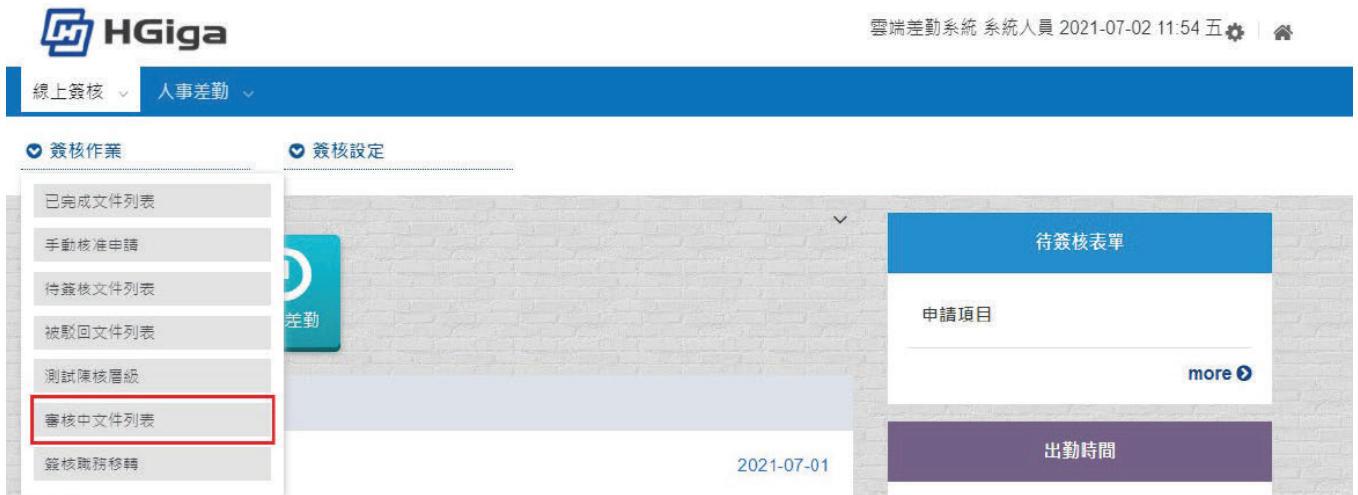 HGiga
雲端差勤系統 系統人員 2021-07-02 11:54 五
線上簽核 人事差勤
簽核作業 簽核設定
已完成文件列表
手動核准申請
待簽核文件列表
被駁回文件列表
測試陳核層級
審核中文件列表
簽核職務移轉
差勤
2021-07-01
待簽核表單
申請項目
more
出勤時間